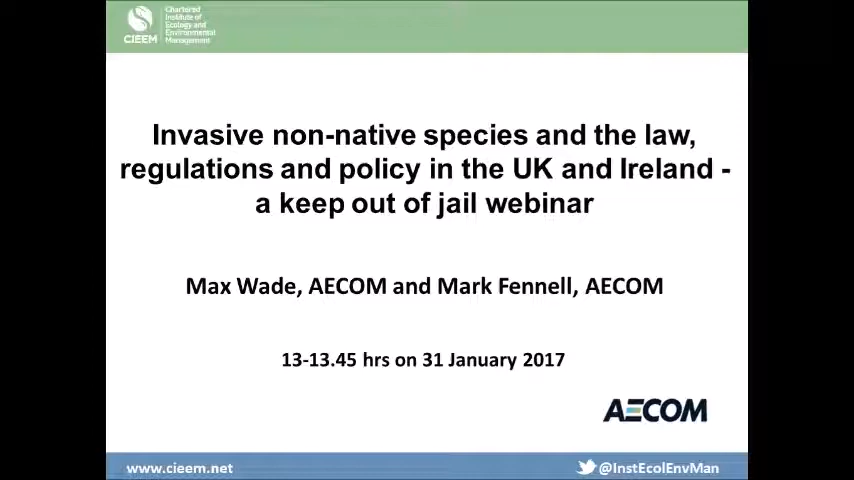 CIEEM
Chartered
Institute of
Ecology and
Environmental
Management
Invasive non-native species and the law,
regulations and policy in the UK and Ireland -
a keep out of jail webinar
Max Wade, AECOM and Mark Fennell, AECOM
13-13.45 hrs on 31 January 2017
AECOM
www.cieem.net
@InstEcolEnvMan